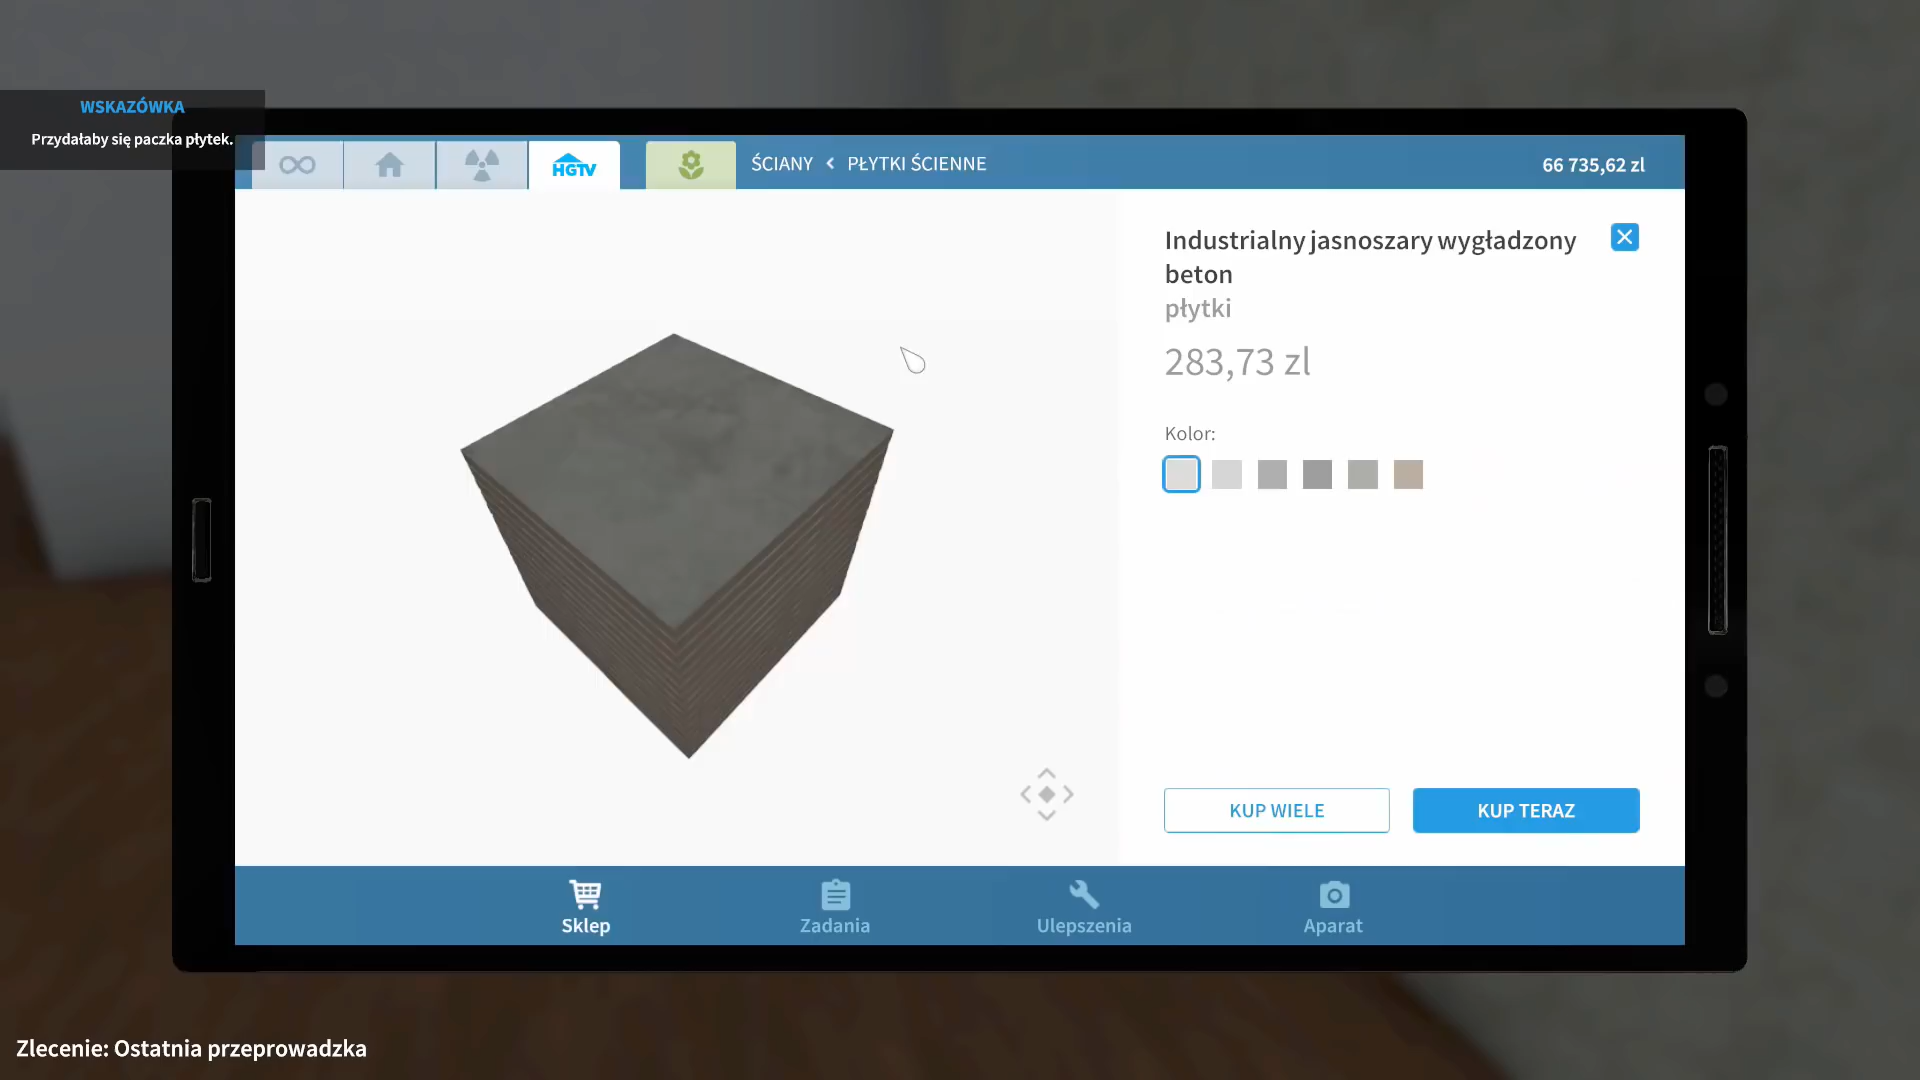 WSKAZÓWKA
Przydałaby się paczka płytek.
HGTV
ŚCIANY < PŁYTKI ŚCIENNE
66 735,62 zl
Industrialny jasnoszary wygładzony
beton
płytki
283,73 zl
Kolor:
KUP WIELE
KUP TERAZ
Sklep
Zadania
Ulepszenia
Aparat
Zlecenie: Ostatnia przeprowadzka